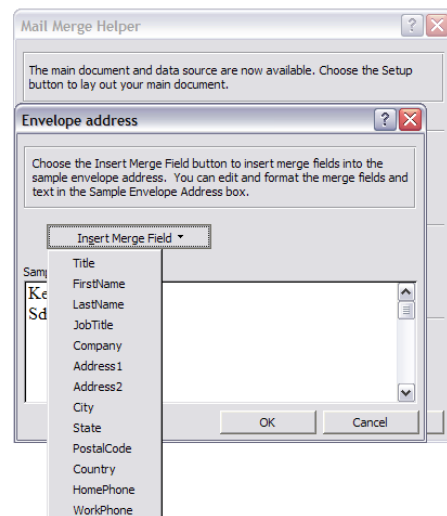 Mail Merge Helper
The main document and data source are now available. Choose the Setup
button to lay out your main document.
Envelope address
Choose the Insert Merge Field button to insert merge fields into the
sample envelope address. You can edit and format the merge fields and
text in the Sample Envelope Address box.
Insert Merge Field
Title
FirstName
LastName
JobTitle
Company
Address1
Address2
City
State
PostalCode
Country
HomePhone
WorkPhone
OK Cancel